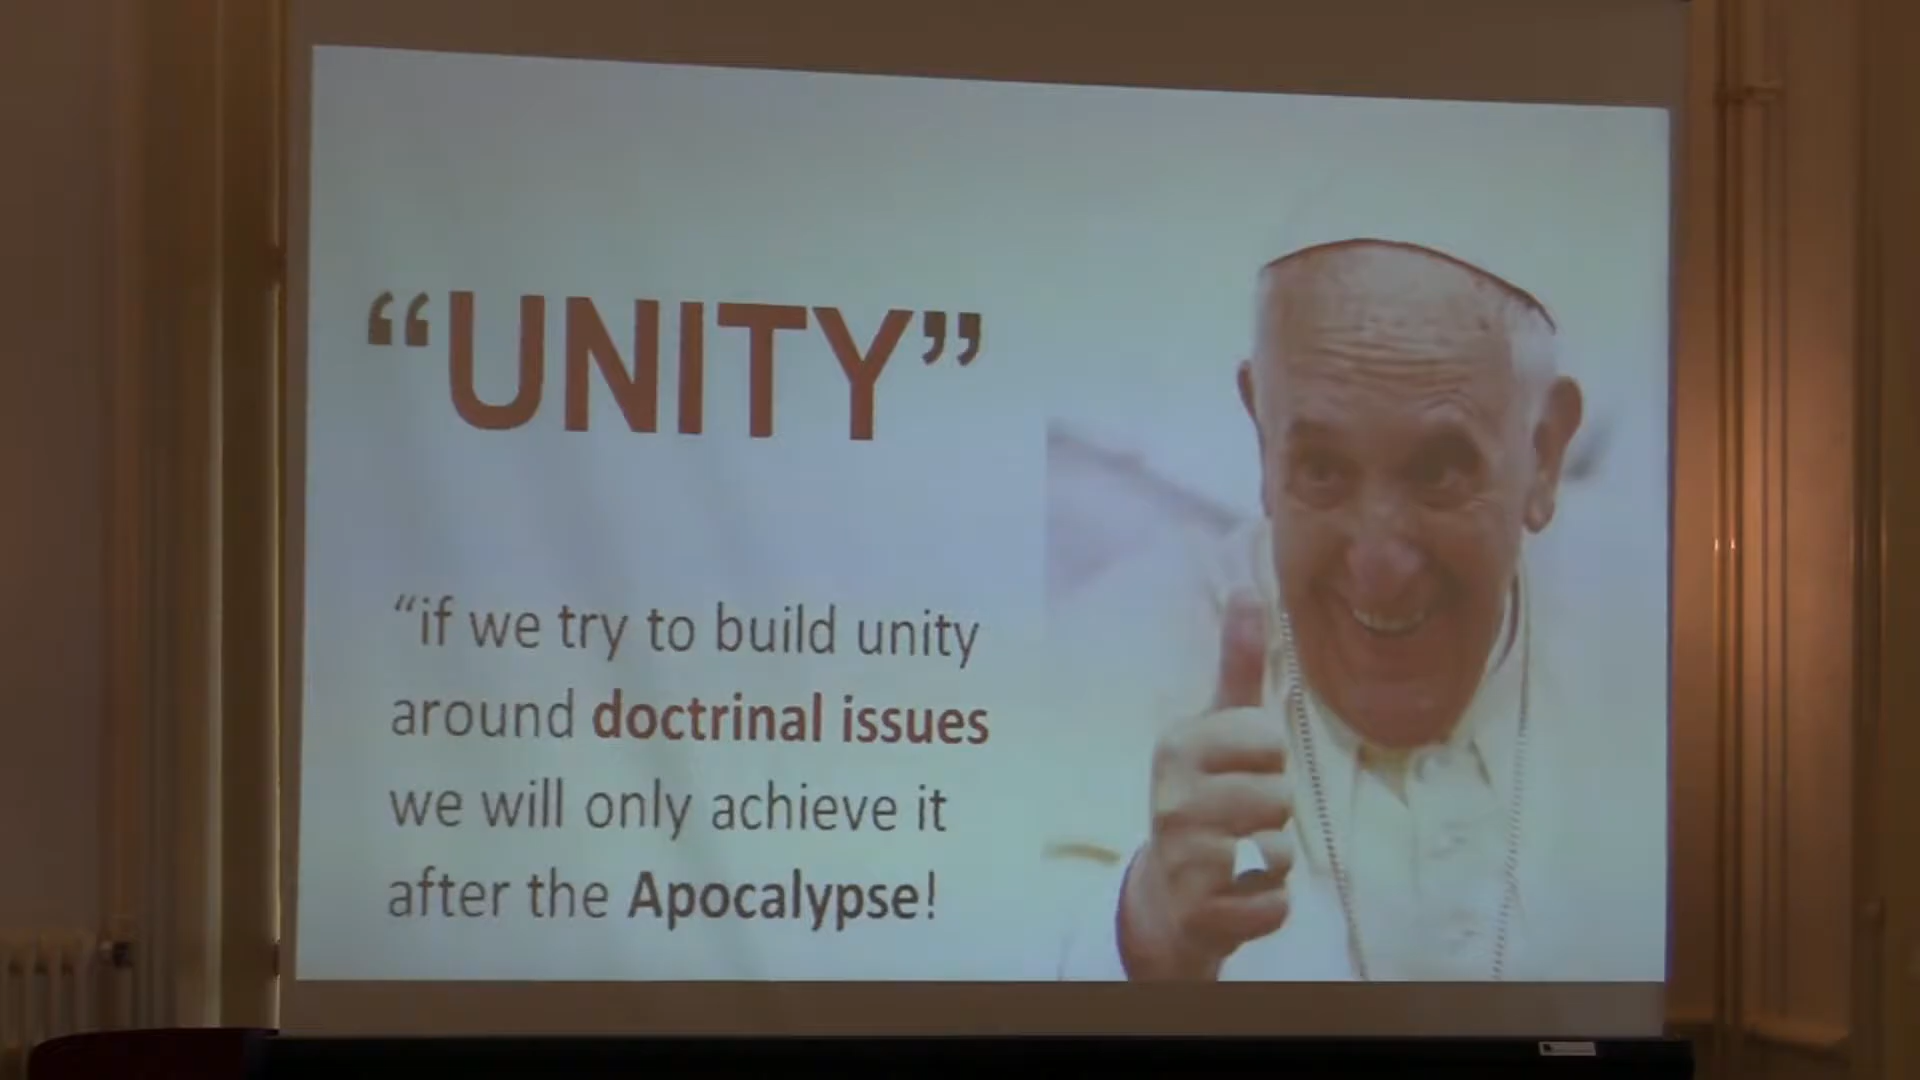 “UNITY”
“if we try to build unity
around doctrinal issues
we will only achieve it
after the Apocalypse!